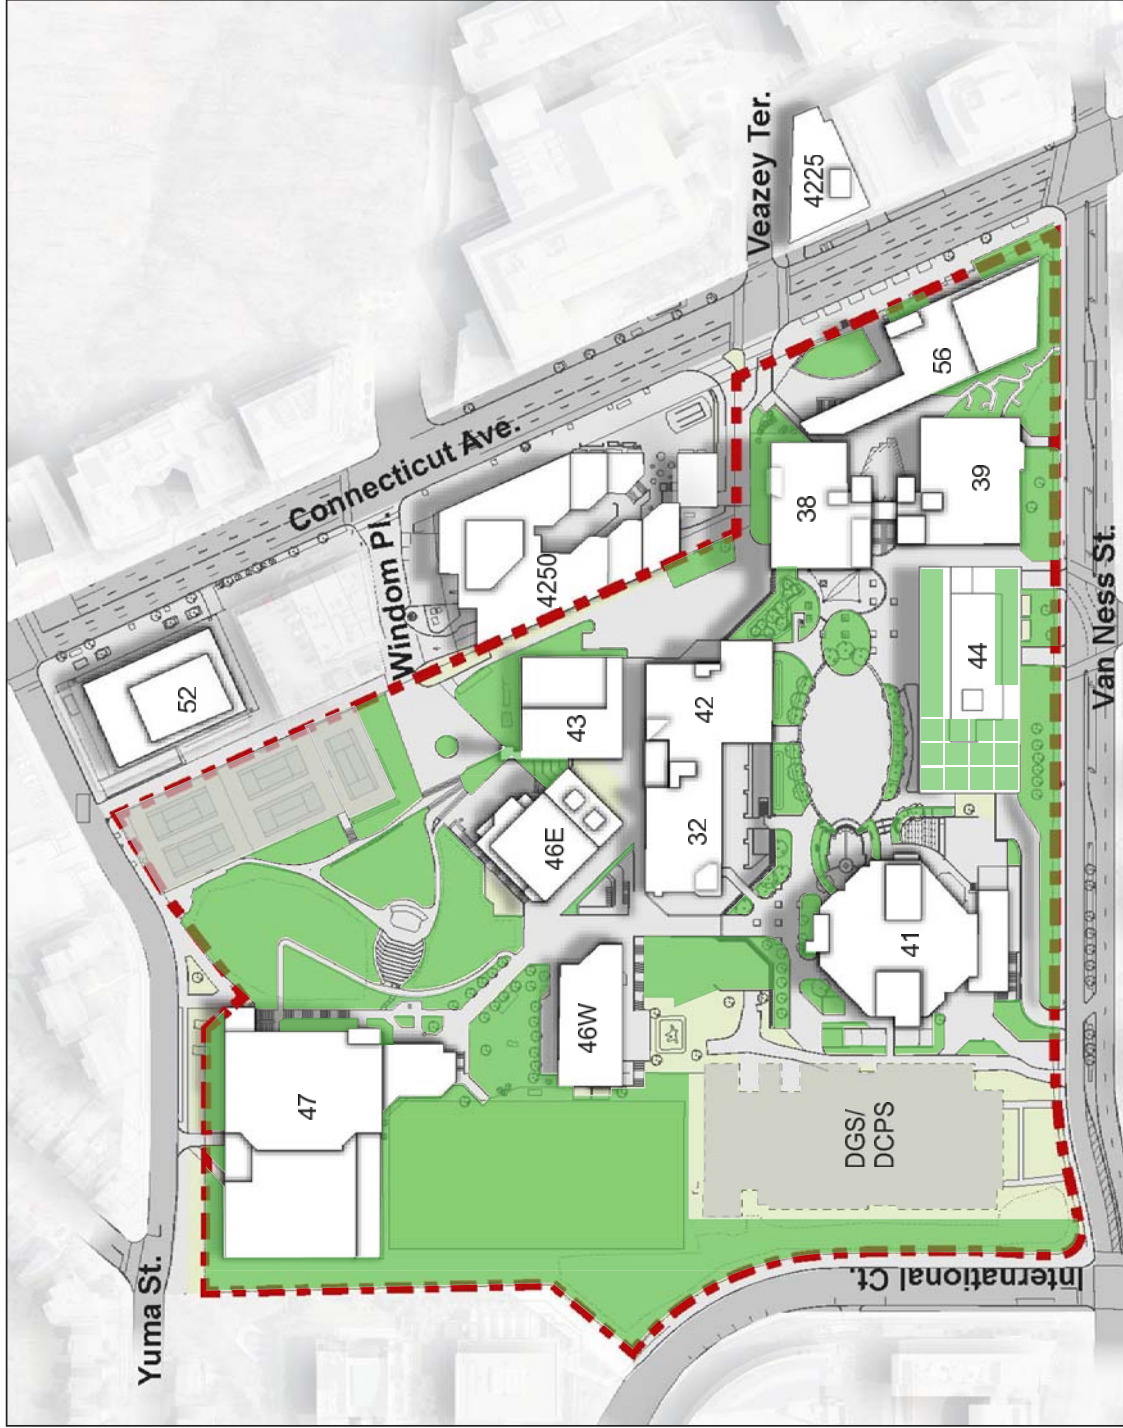 Yuma St.
Connecticut Ave.
Windom Pl.
Veazey Ter.
4225
52
4250
56
43
46E
42
32
38
39
44
47
46W
41
DGS/
DCPS
International Ct.
Van Ness St.